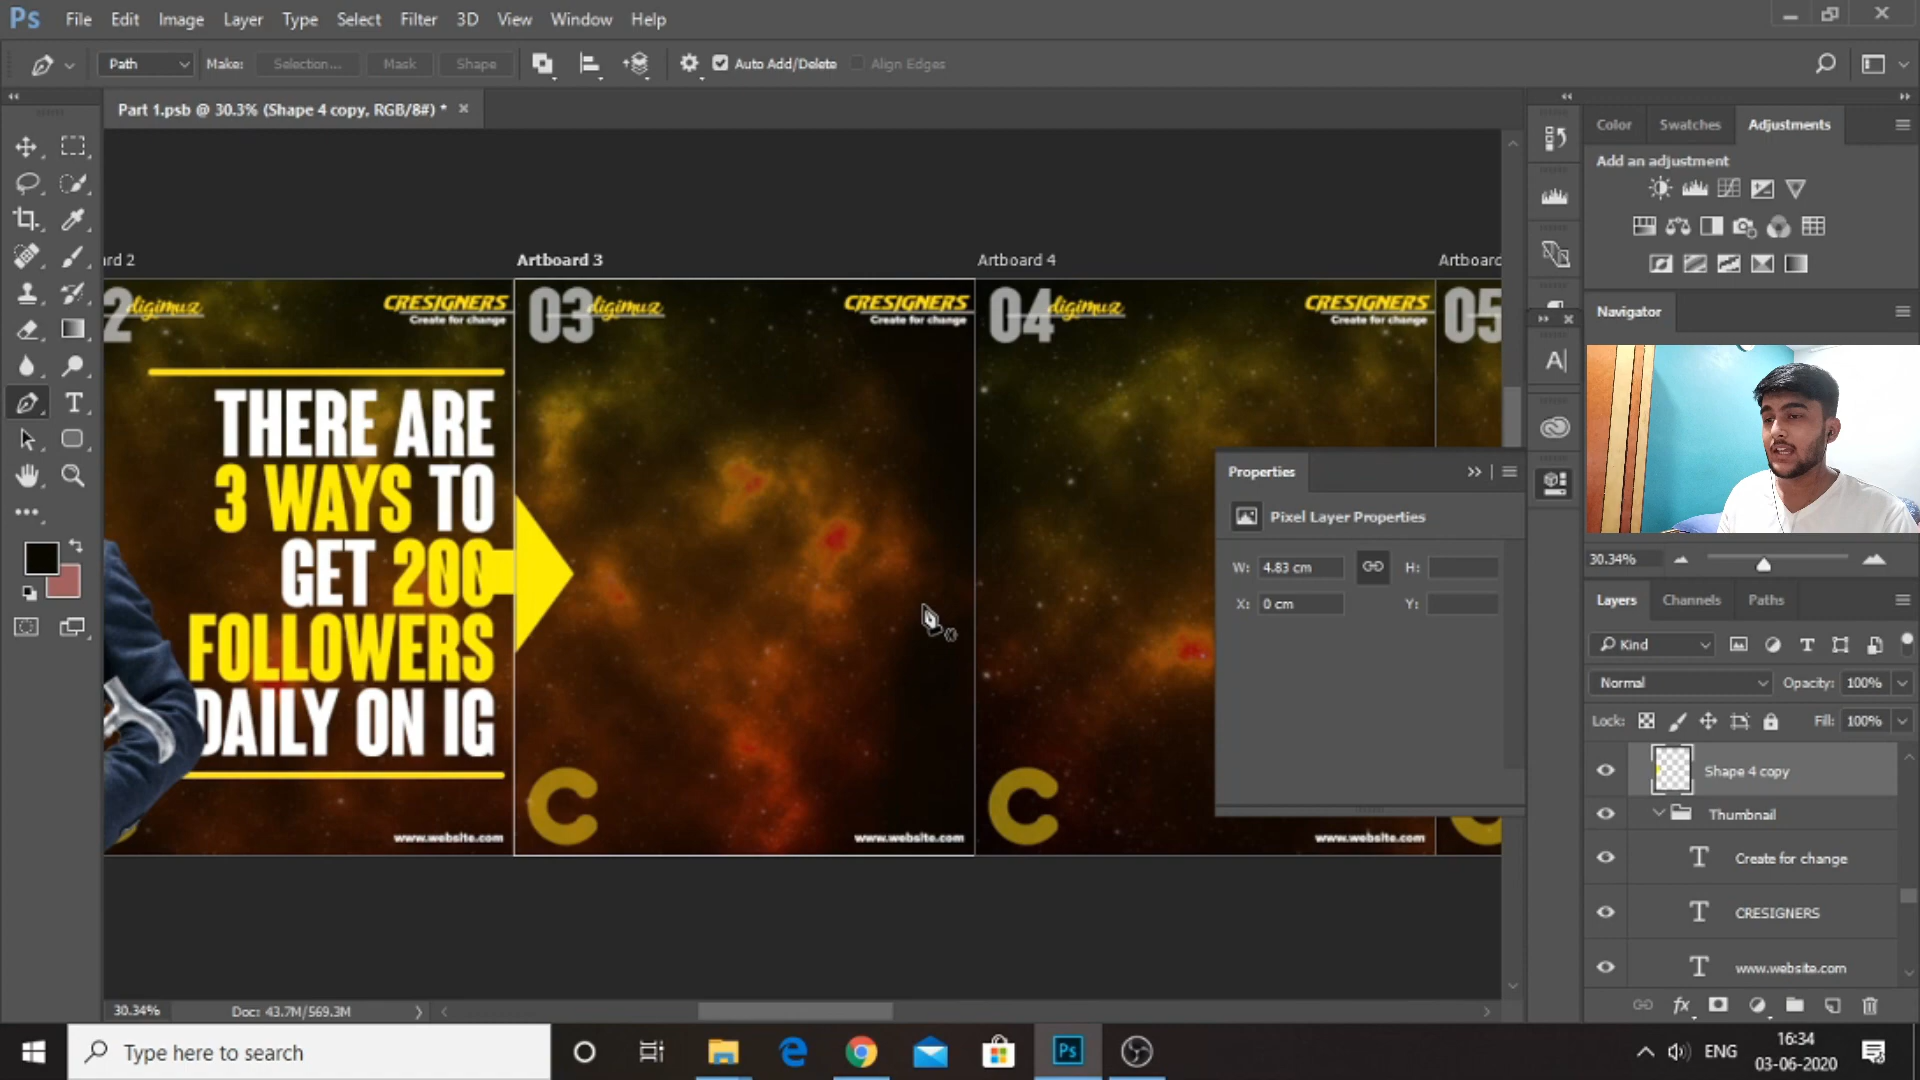 Ps File Edit Image Layer Type Select Filter 3D View Window Help
Path Make: Selection... Mask Shape Auto Add/Delete Align Edges
Part 1.psb @ 30.3% (Shape 4 copy, RGB/8#) *
Color Swatches Adjustments
Add an adjustment
Navigator
rd 2
Artboard 3
Artboard 4
Artboard
2 digimuz
CRESIGNERS
Create for change
03 digimuz
CRESIGNERS
Create for change
04 digimuz
CRESIGNERS
Create for change
05
THERE ARE
3 WAYS TO
GET 200
FOLLOWERS
DAILY ON IG
www.website.com
C
www.website.com
C
www.website.com
Properties
Pixel Layer Properties
W: 4.83 cm H:
X: 0 cm Y:
30.34%
Layers Channels Paths
Kind
Normal Opacity: 100%
Lock: Fill: 100%
Shape 4 copy
Thumbnail
T Create for change
T CRESIGNERS
T www.website.com
fx
30.34% Doc: 43.7M/569.3M
Type here to search
Ps
ENG
16:34
03-06-2020